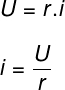 U = r.i
i = U/r